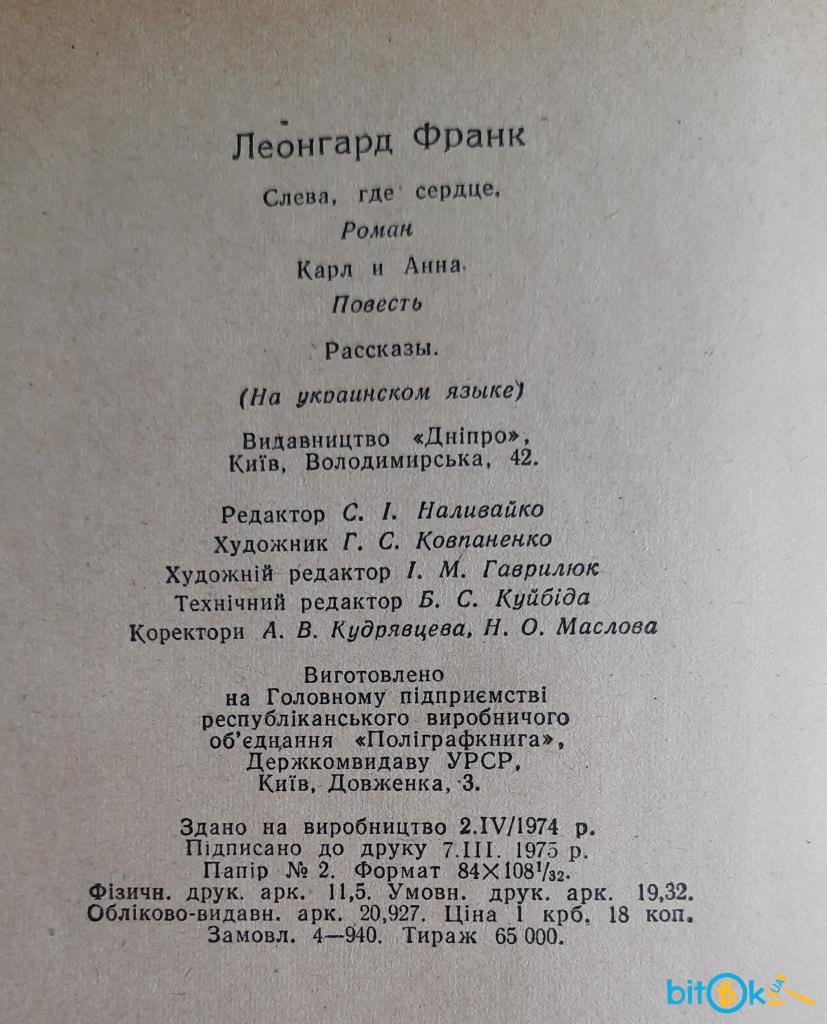 Леонгард Франк
Слева, где сердце.
Роман
Карл и Анна.
Повесть
Рассказы.
(На украинском языке)
Видавництво «Дніпро»,
Київ, Володимирська, 42.
Редактор С. І. Наливайко
Художник Г. С. Ковпаненко
Художній редактор І. М. Гаврилюк
Технічний редактор Б. С. Куйбіда
Коректори А. В. Кудрявцева, Н. О. Маслова
Виготовлено
на Головному підприємстві
республіканського виробничого
об'єднання «Поліграфкнига»,
Держкомвидаву УРСР,
Київ, Довженка, 3.
Здано на виробництво 2.IV/1974 р.
Підписано до друку 7.III. 1975 р.
Папір № 2. Формат 84×108¹/₃₂.
Фізичн. друк. арк. 11,5. Умовн. друк. арк. 19,32.
Обліково-видавн. арк. 20,927. Ціна 1 крб. 18 коп.
Замовл. 4—940. Тираж 65 000.
bitok UA